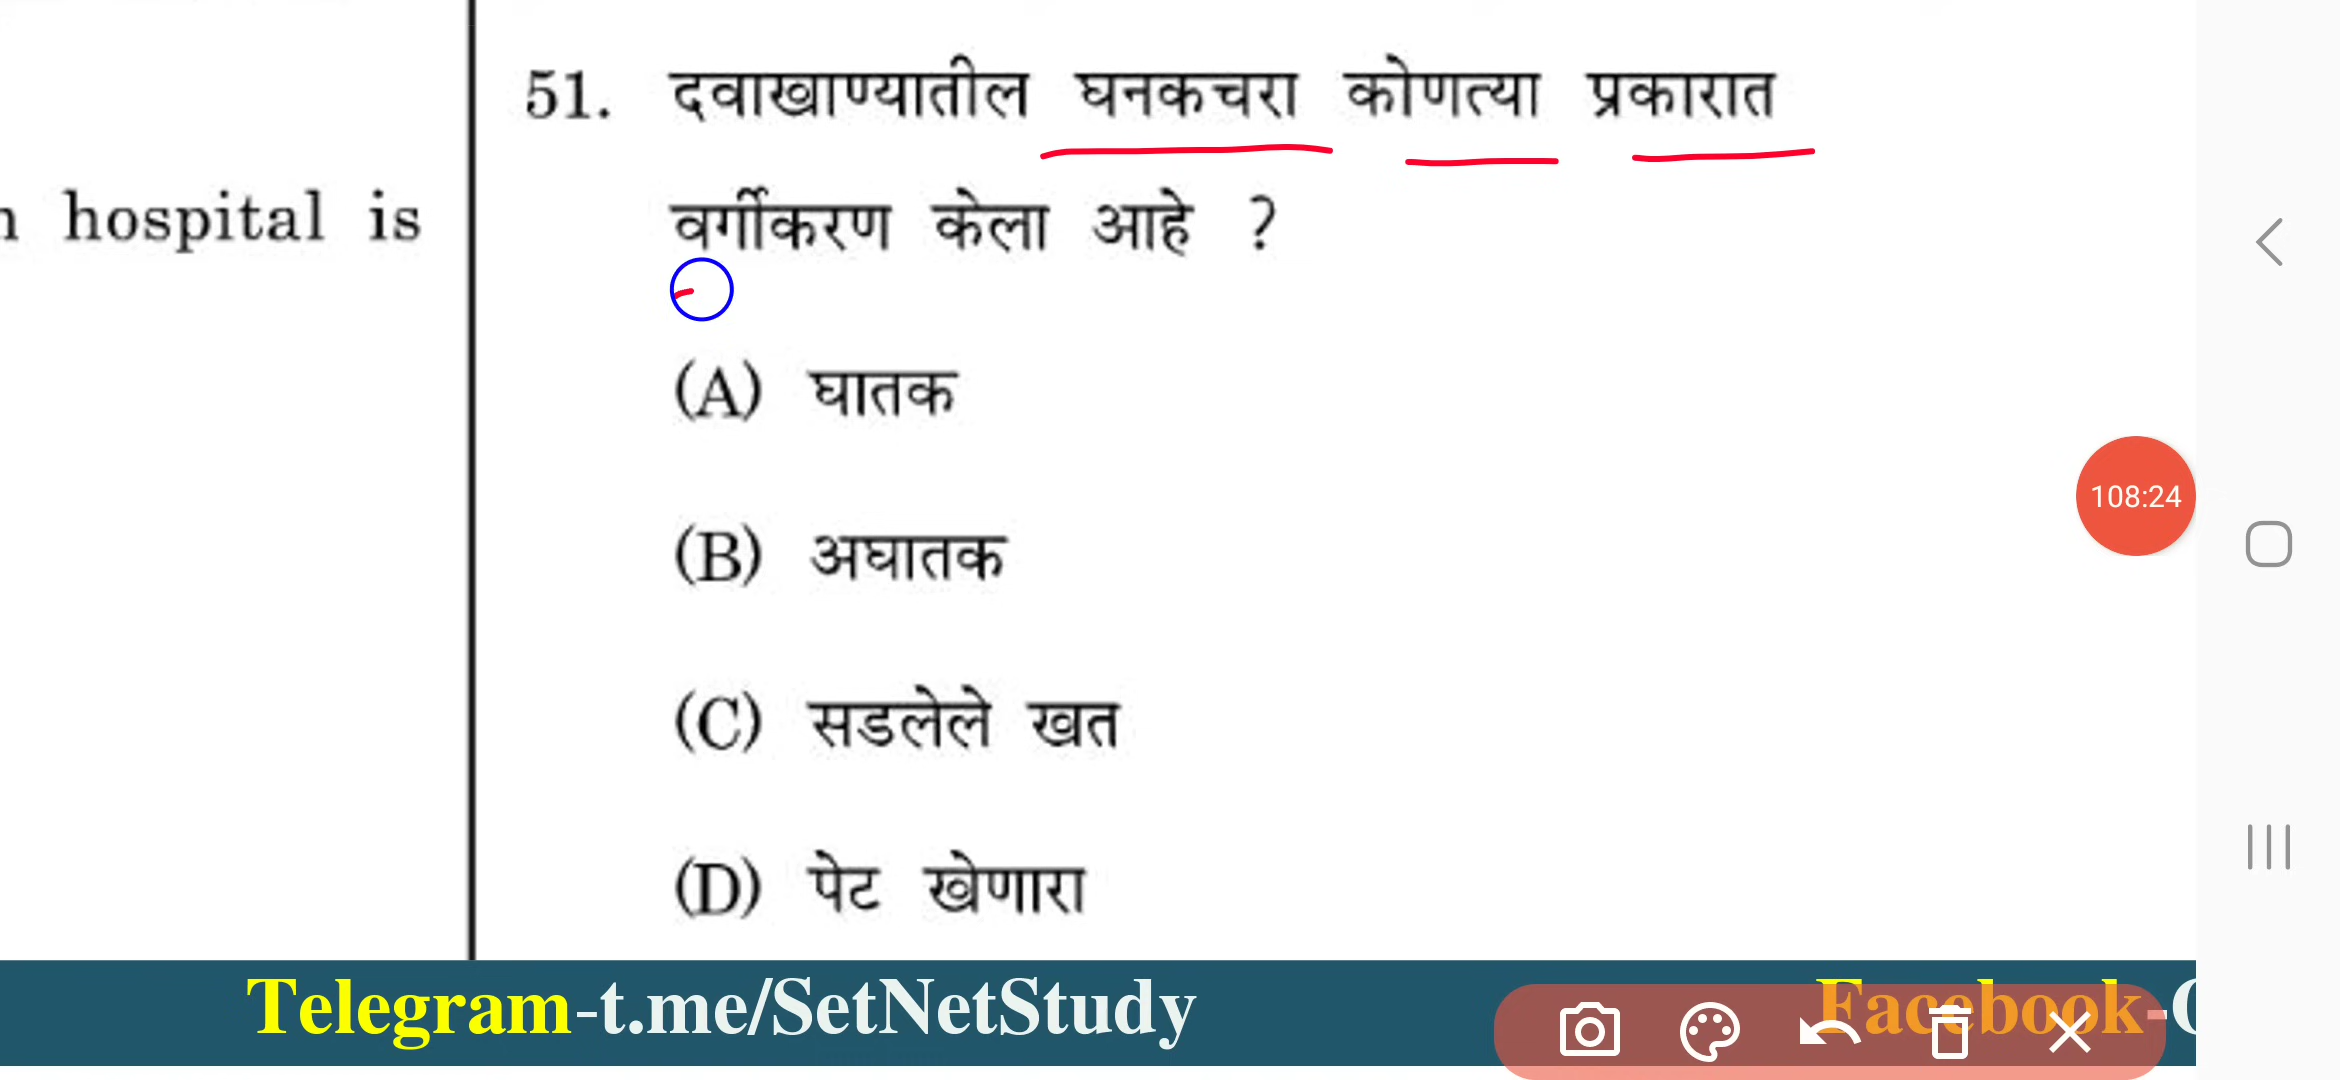 hospital is
51. दवाखाण्यातील घनकचरा कोणत्या प्रकारात
वर्गीकरण केला आहे ?
(A) घातक
(B) अघातक
(C) सडलेले खत
(D) पेट खेणारा
108:24
Telegram-t.me/SetNetStudy
Facebook-